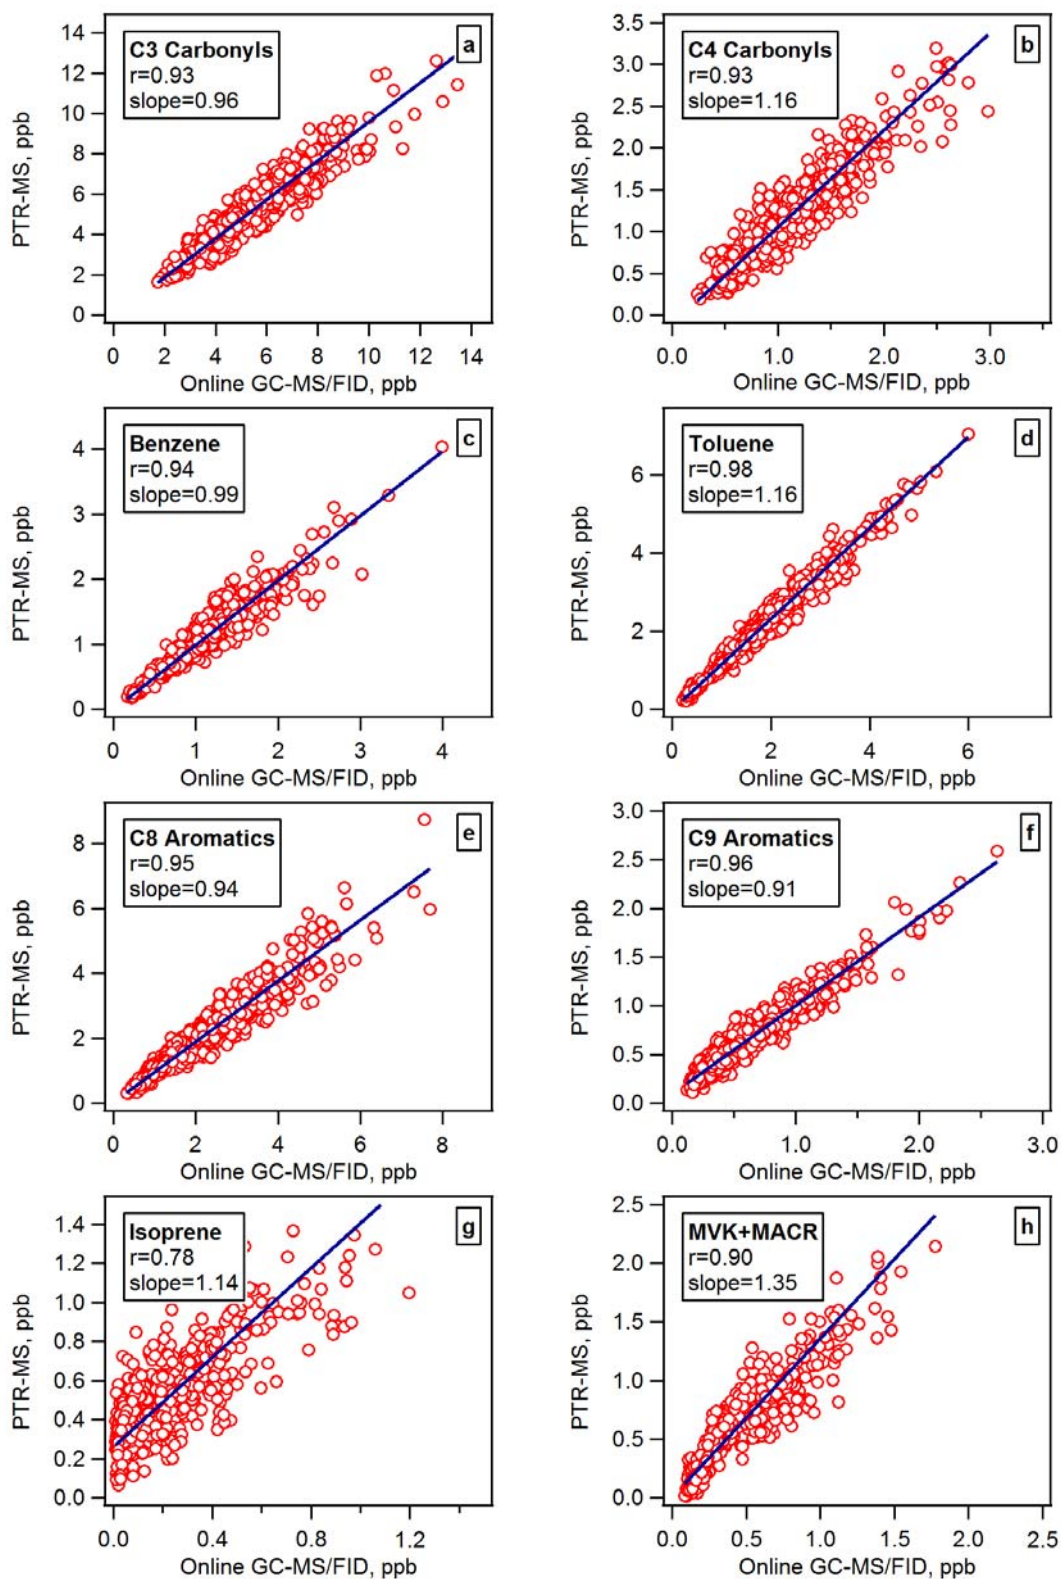 C3 Carbonyls
r=0.93
slope=0.96
a
PTR-MS, ppb
14
12
10
8
6
4
2
0
0 2 4 6 8 10 12 14
Online GC-MS/FID, ppb
C4 Carbonyls
r=0.93
slope=1.16
b
PTR-MS, ppb
3.5
3.0
2.5
2.0
1.5
1.0
0.5
0.0
0.0 1.0 2.0 3.0
Online GC-MS/FID, ppb
Benzene
r=0.94
slope=0.99
c
PTR-MS, ppb
4
3
2
1
0
0 1 2 3 4
Online GC-MS/FID, ppb
Toluene
r=0.98
slope=1.16
d
PTR-MS, ppb
6
4
2
0
0 2 4 6
Online GC-MS/FID, ppb
C8 Aromatics
r=0.95
slope=0.94
e
PTR-MS, ppb
8
6
4
2
0
0 2 4 6 8
Online GC-MS/FID, ppb
C9 Aromatics
r=0.96
slope=0.91
f
PTR-MS, ppb
3.0
2.5
2.0
1.5
1.0
0.5
0.0
0.0 1.0 2.0 3.0
Online GC-MS/FID, ppb
Isoprene
r=0.78
slope=1.14
g
PTR-MS, ppb
1.4
1.2
1.0
0.8
0.6
0.4
0.2
0.0
0.0 0.4 0.8 1.2
Online GC-MS/FID, ppb
MVK+MACR
r=0.90
slope=1.35
h
PTR-MS, ppb
2.5
2.0
1.5
1.0
0.5
0.0
0.0 0.5 1.0 1.5 2.0 2.5
Online GC-MS/FID, ppb